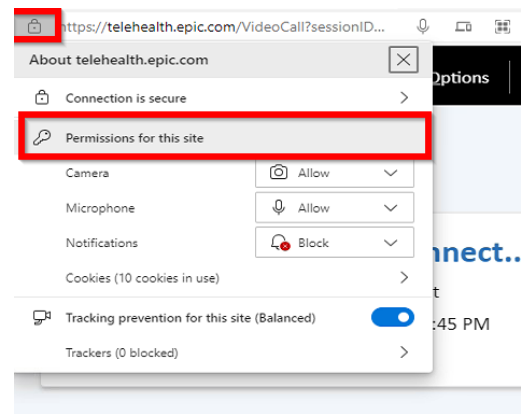 https://telehealth.epic.com/VideoCall?sessionID...
About telehealth.epic.com
Options
Connection is secure
Permissions for this site
Camera Allow
Microphone Allow
Notifications Block
Cookies (10 cookies in use)
Tracking prevention for this site (Balanced)
:45 PM
Trackers (0 blocked)